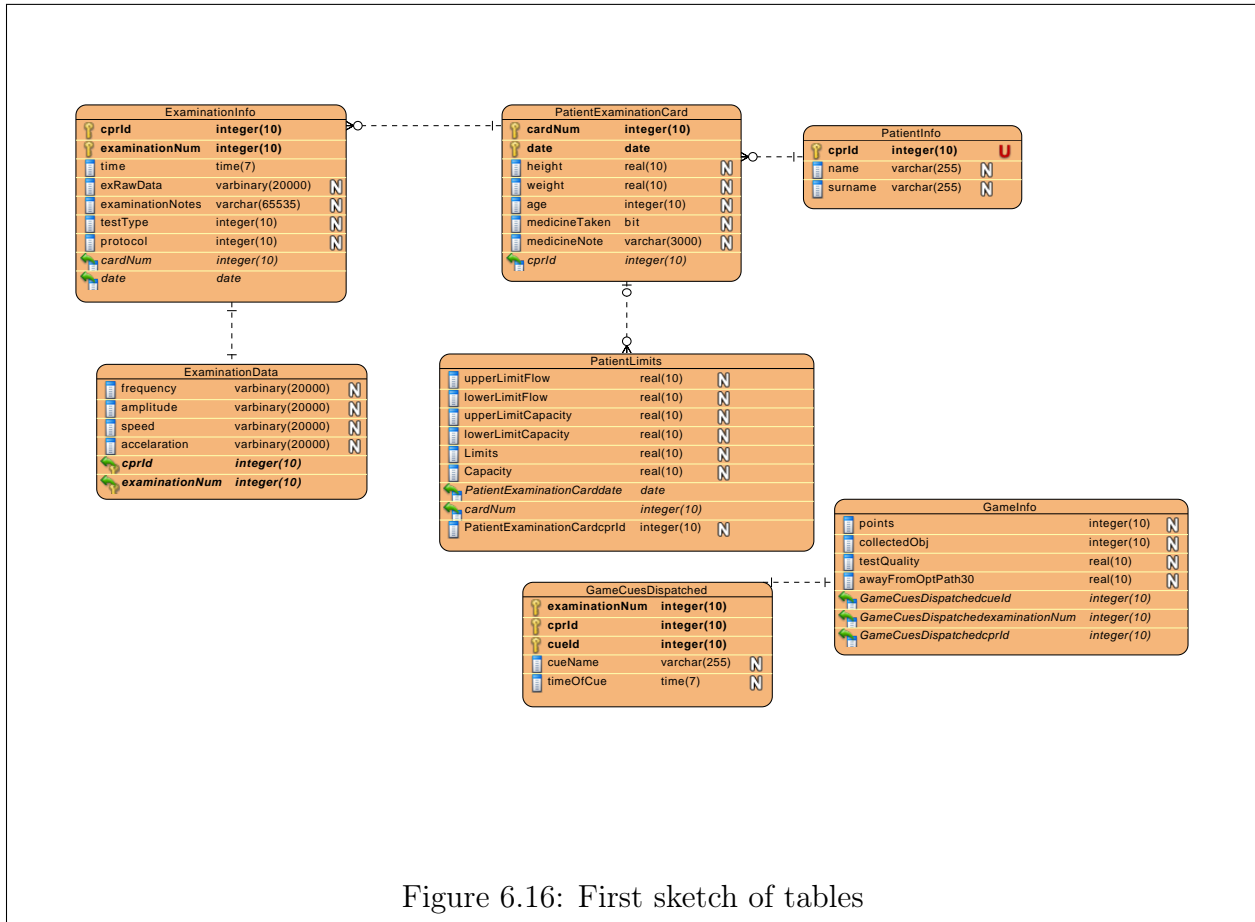 ExaminationInfo
cprId integer(10)
examinationNum integer(10)
time time(7)
exRawData varbinary(20000) N
examinationNotes varchar(65535) N
testType integer(10) N
protocol integer(10) N
cardNum integer(10)
date date
PatientExaminationCard
cardNum integer(10)
date date
height real(10) N
weight real(10) N
age integer(10) N
medicineTaken bit N
medicineNote varchar(3000) N
cprId integer(10)
PatientInfo
cprId integer(10) U
name varchar(255) N
surname varchar(255) N
ExaminationData
frequency varbinary(20000) N
amplitude varbinary(20000) N
speed varbinary(20000) N
accelaration varbinary(20000) N
cprId integer(10)
examinationNum integer(10)
PatientLimits
upperLimitFlow real(10) N
lowerLimitFlow real(10) N
upperLimitCapacity real(10) N
lowerLimitCapacity real(10) N
Limits real(10) N
Capacity real(10) N
PatientExaminationCarddate date
cardNum integer(10)
PatientExaminationCardcprId integer(10) N
GameInfo
points integer(10) N
collectedObj integer(10) N
testQuality real(10) N
awayFromOptPath30 real(10) N
GameCuesDispatchedcueId integer(10)
GameCuesDispatchedexaminationNum integer(10)
GameCuesDispatchedcprId integer(10)
GameCuesDispatched
examinationNum integer(10)
cprId integer(10)
cueId integer(10)
cueName varchar(255) N
timeOfCue time(7) N
Figure 6.16: First sketch of tables